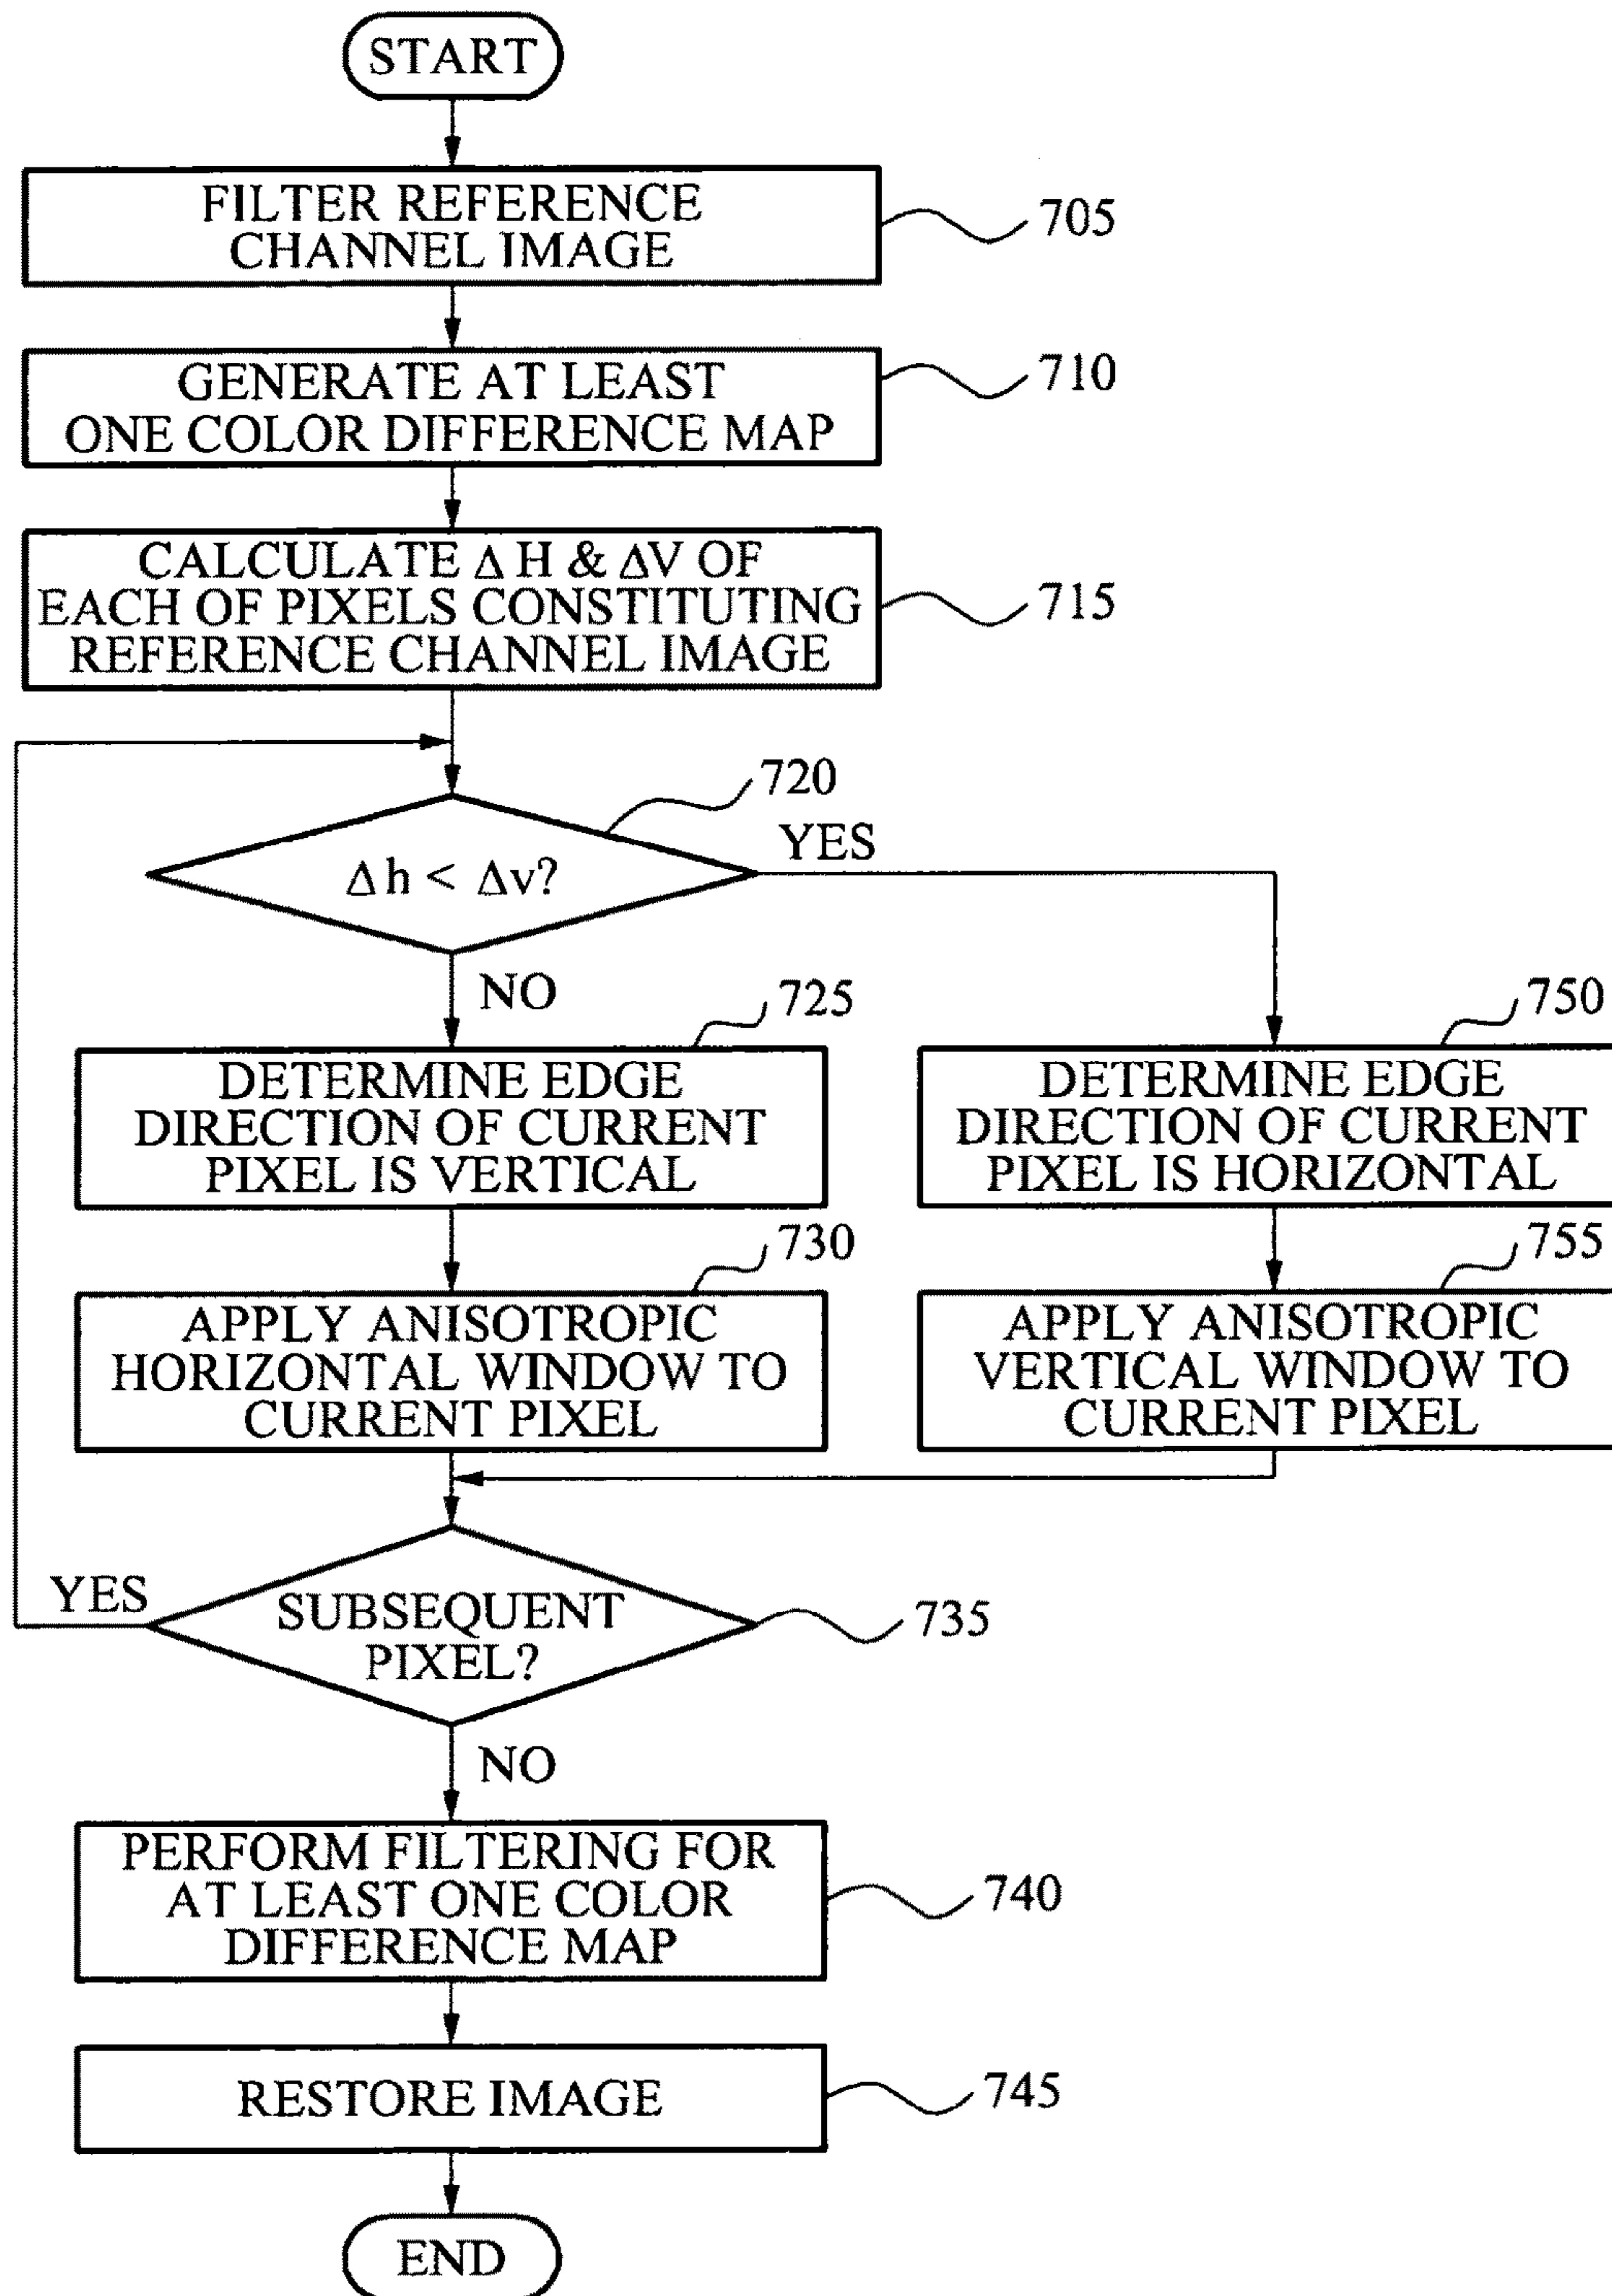 START
FILTER REFERENCE
CHANNEL IMAGE
705
GENERATE AT LEAST
ONE COLOR DIFFERENCE MAP
710
CALCULATE Δ H & ΔV OF
EACH OF PIXELS CONSTITUTING
REFERENCE CHANNEL IMAGE
715
720
Δh < Δv?
YES
NO
725
DETERMINE EDGE
DIRECTION OF CURRENT
PIXEL IS VERTICAL
750
DETERMINE EDGE
DIRECTION OF CURRENT
PIXEL IS HORIZONTAL
730
APPLY ANISOTROPIC
HORIZONTAL WINDOW TO
CURRENT PIXEL
755
APPLY ANISOTROPIC
VERTICAL WINDOW TO
CURRENT PIXEL
YES
SUBSEQUENT
PIXEL?
735
NO
PERFORM FILTERING FOR
AT LEAST ONE COLOR
DIFFERENCE MAP
740
RESTORE IMAGE
745
END